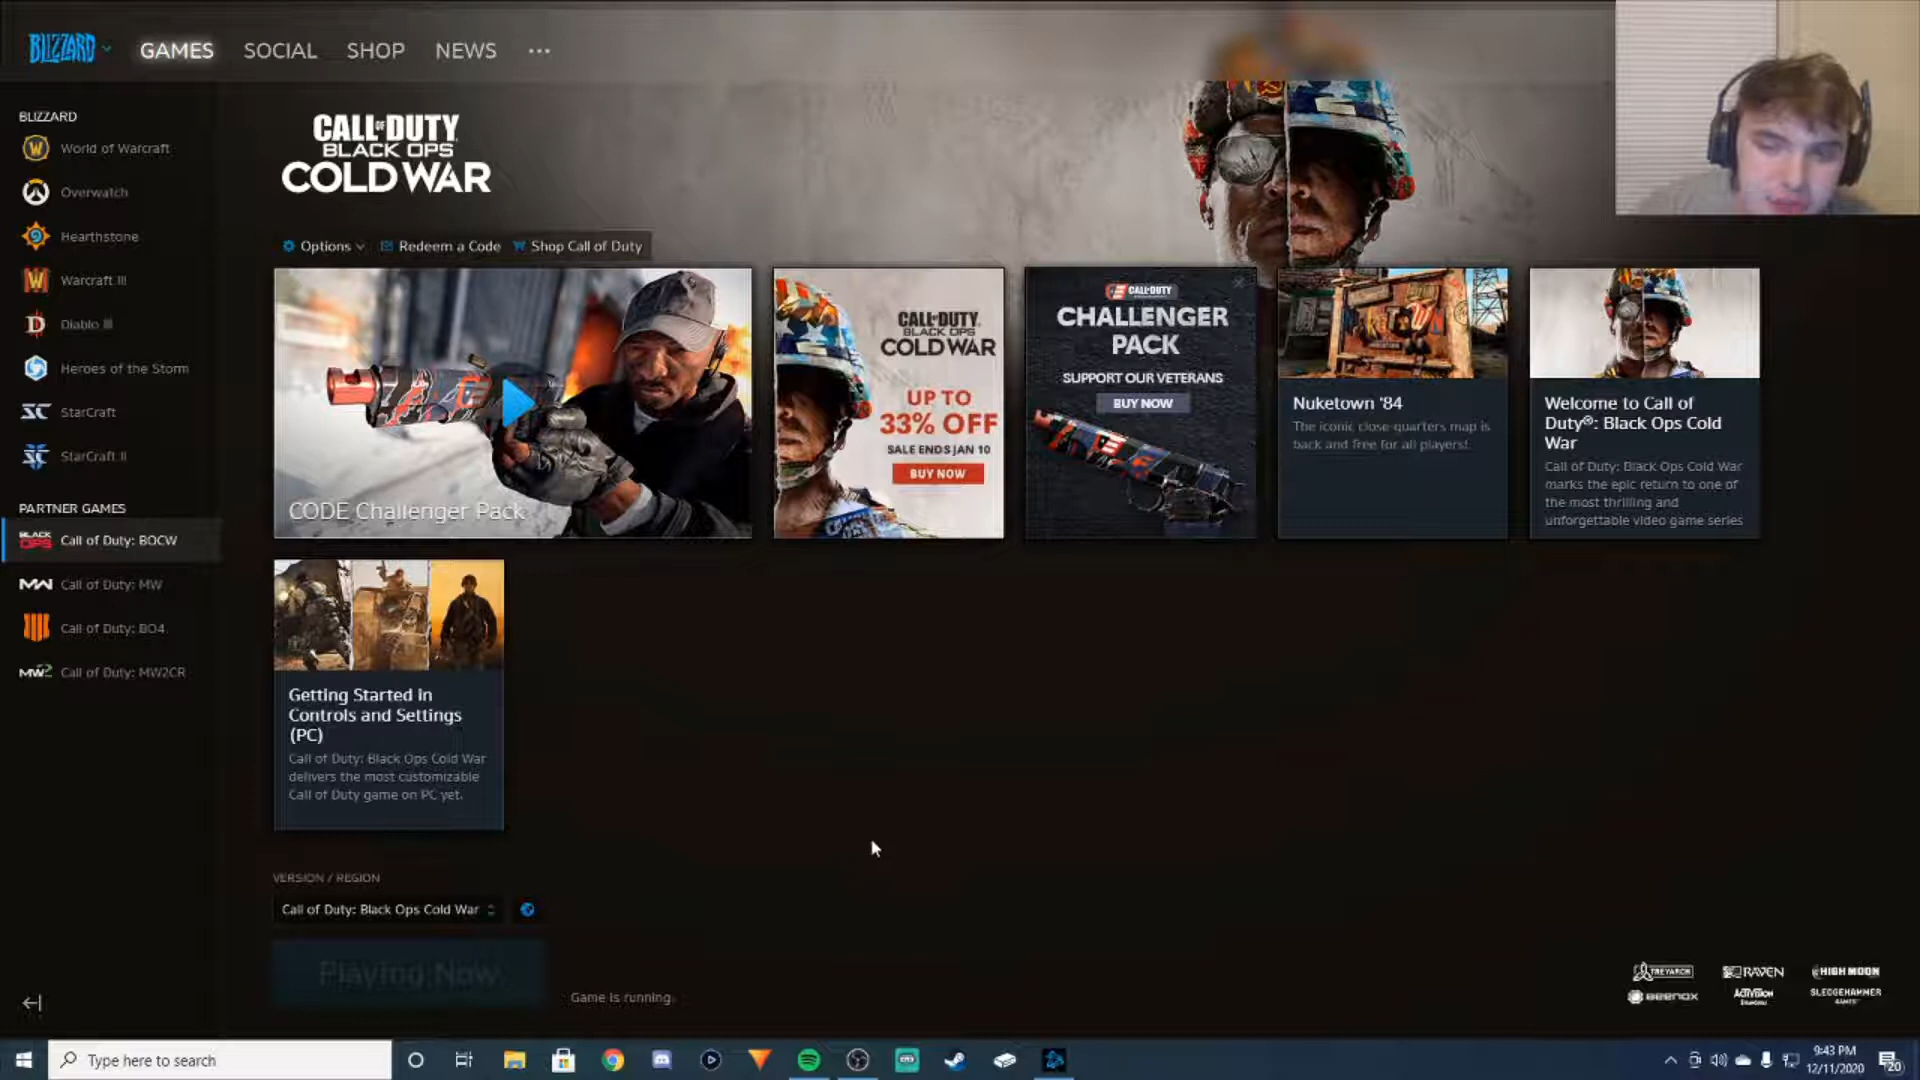 BLIZZARD
GAMES
SOCIAL
SHOP
NEWS
BLIZZARD
World of Warcraft
Overwatch
Hearthstone
Warcraft III
Diablo III
Heroes of the Storm
StarCraft
StarCraft II
PARTNER GAMES
BLACK OPS
Call of Duty: BOCW
MW
Call of Duty: MW
Call of Duty: BO4
MW2
Call of Duty: MW2CR
CALL OF DUTY
BLACK OPS
COLD WAR
Options
Redeem a Code
Shop Call of Duty
CODE Challenger Pack
CALL OF DUTY
BLACK OPS
COLD WAR
UP TO
33% OFF
SALE ENDS JAN 10
BUY NOW
CALL OF DUTY
CHALLENGER
PACK
SUPPORT OUR VETERANS
BUY NOW
Nuketown '84
The iconic close-quarters map is
back and free for all players!
Welcome to Call of
Duty®: Black Ops Cold
War
Call of Duty: Black Ops Cold War
marks the epic return to one of
the most thrilling and
unforgettable video game series
Getting Started in
Controls and Settings
(PC)
Call of Duty: Black Ops Cold War
delivers the most customizable
Call of Duty game on PC yet.
VERSION / REGION
Call of Duty: Black Ops Cold War
Playing Now
Game is running.
TREYARCH
RAVEN
HIGH MOON
BEENOX
ACTIVISION
SLEDGEHAMMER
GAMES
Type here to search
9:43 PM
12/11/2020
20